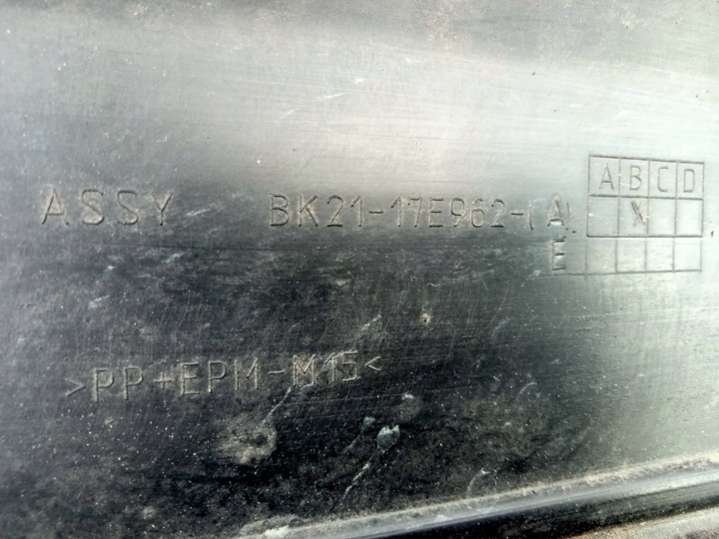 A B C D
ASSY BK21-17E962-(A) X
E
>PP+EPM-M15<